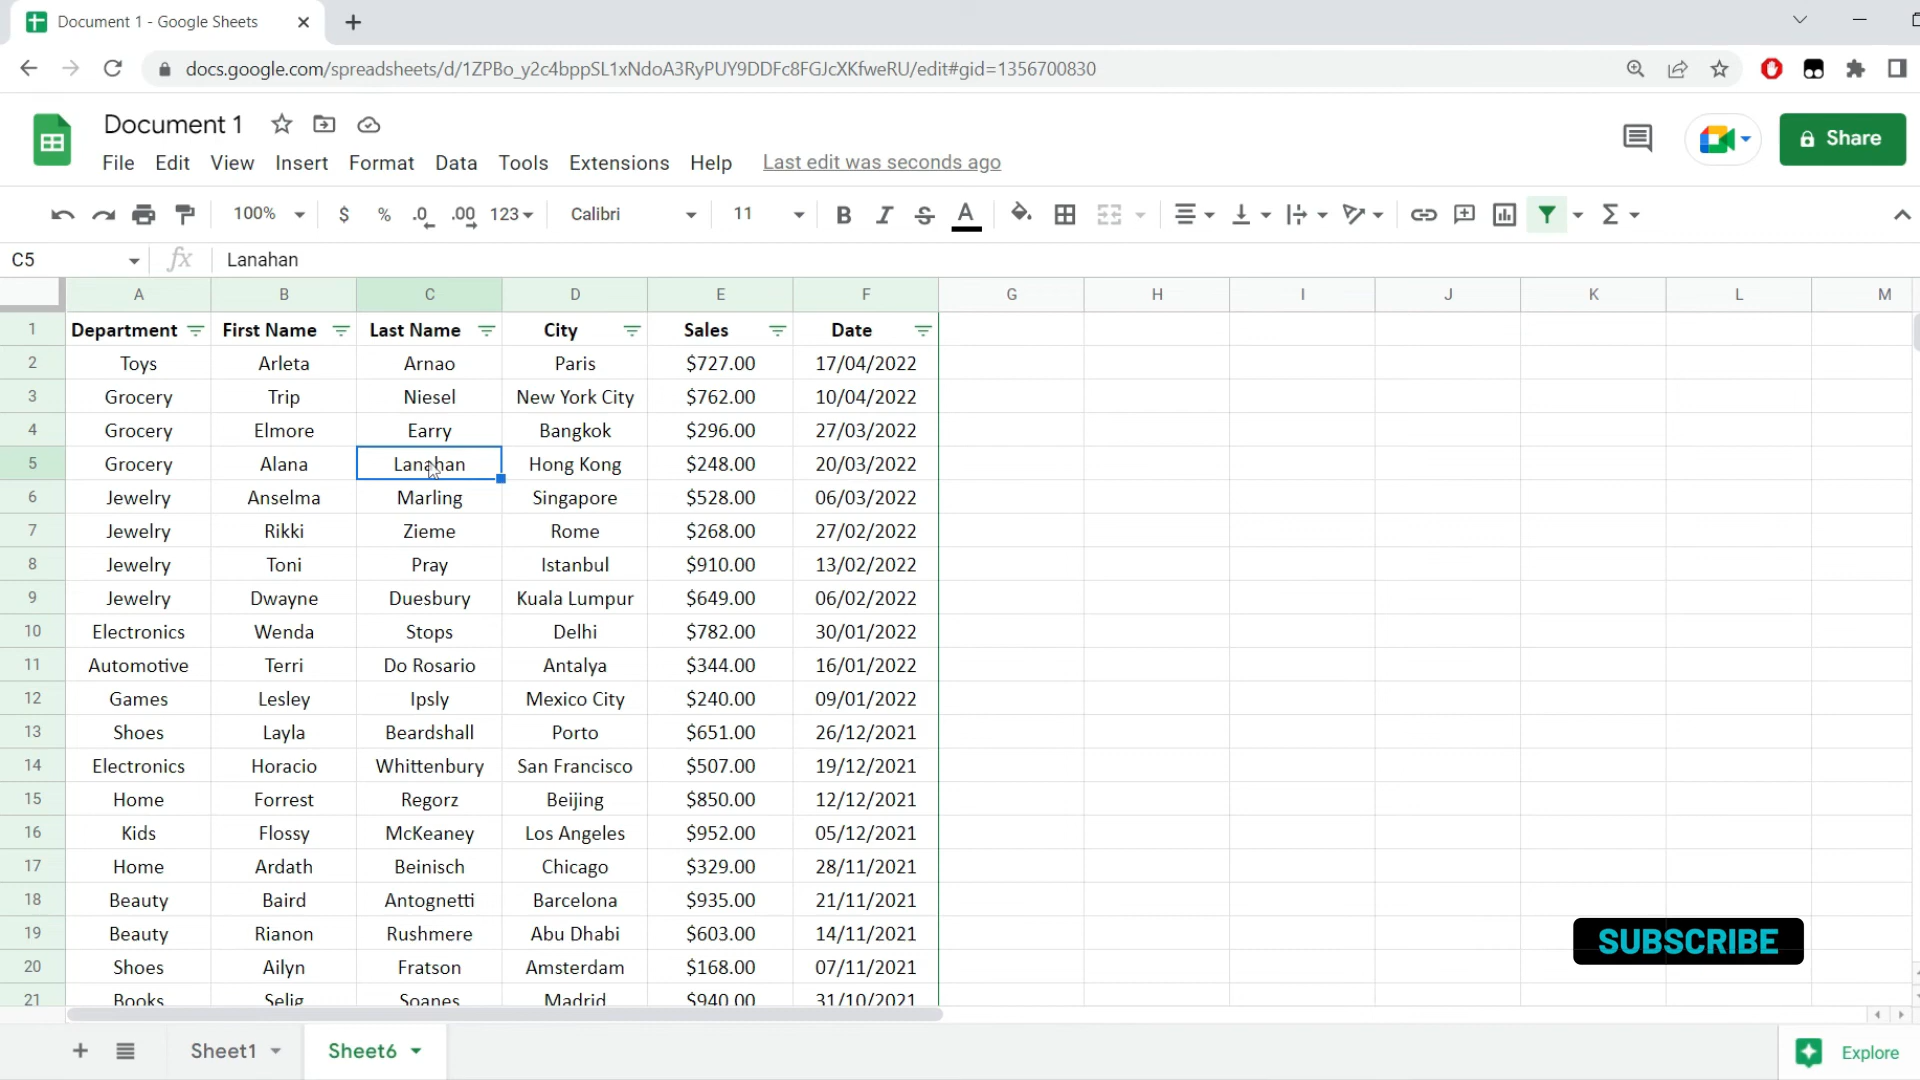 Document 1 - Google Sheets
docs.google.com/spreadsheets/d/1ZPBo_y2c4bppSL1xNdoA3RyPUY9DDFc8FGJcXKfweRU/edit#gid=1356700830
Document 1
File Edit View Insert Format Data Tools Extensions Help Last edit was seconds ago
Share
100% $ % .0 .00 123 Calibri 11 B I S A Σ
C5 fx Lanahan
A B C D E F G H I J K L M
1 Department First Name Last Name City Sales Date
2 Toys Arleta Arnao Paris $727.00 17/04/2022
3 Grocery Trip Niesel New York City $762.00 10/04/2022
4 Grocery Elmore Earry Bangkok $296.00 27/03/2022
5 Grocery Alana Lanahan Hong Kong $248.00 20/03/2022
6 Jewelry Anselma Marling Singapore $528.00 06/03/2022
7 Jewelry Rikki Zieme Rome $268.00 27/02/2022
8 Jewelry Toni Pray Istanbul $910.00 13/02/2022
9 Jewelry Dwayne Duesbury Kuala Lumpur $649.00 06/02/2022
10 Electronics Wenda Stops Delhi $782.00 30/01/2022
11 Automotive Terri Do Rosario Antalya $344.00 16/01/2022
12 Games Lesley Ipsly Mexico City $240.00 09/01/2022
13 Shoes Layla Beardshall Porto $651.00 26/12/2021
14 Electronics Horacio Whittenbury San Francisco $507.00 19/12/2021
15 Home Forrest Regorz Beijing $850.00 12/12/2021
16 Kids Flossy McKeaney Los Angeles $952.00 05/12/2021
17 Home Ardath Beinisch Chicago $329.00 28/11/2021
18 Beauty Baird Antognetti Barcelona $935.00 21/11/2021
19 Beauty Rianon Rushmere Abu Dhabi $603.00 14/11/2021
20 Shoes Ailyn Fratson Amsterdam $168.00 07/11/2021
21 Books Selig Soanes Madrid $940.00 31/10/2021
SUBSCRIBE
Sheet1 Sheet6 Explore